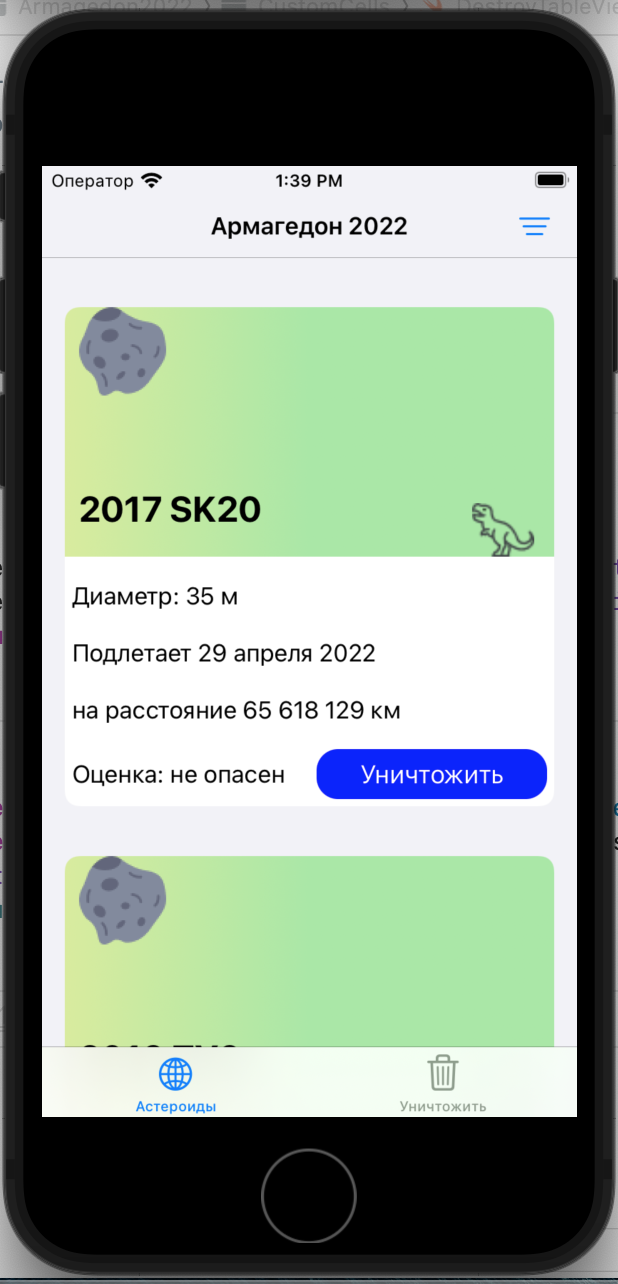 Armagedon2022 CustomCells DestroyTableVie
Оператор 1:39 PM
Армагедон 2022
2017 SK20
Диаметр: 35 м
Подлетает 29 апреля 2022
на расстояние 65 618 129 км
Оценка: не опасен Уничтожить
Астероиды Уничтожить